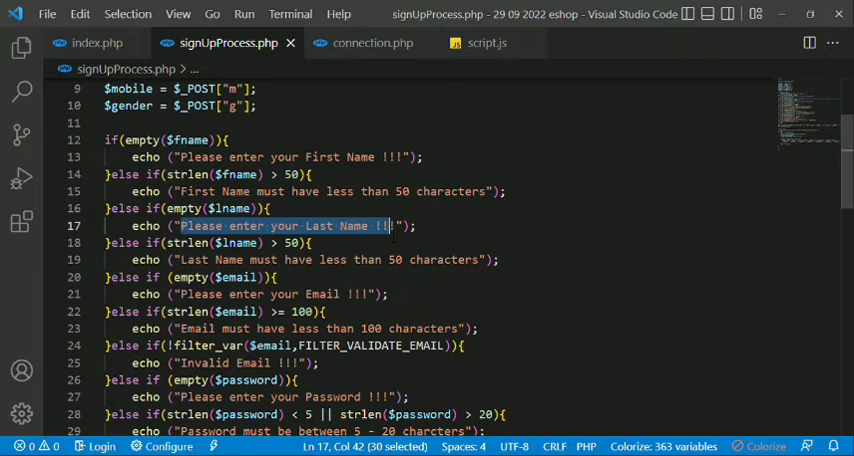 File Edit Selection View Go Run Terminal Help signUpProcess.php - 29 09 2022 eshop - Visual Studio Code
index.php signUpProcess.php connection.php JS script.js
signUpProcess.php > ...
9 $mobile = $_POST["m"];
10 $gender = $_POST["g"];
11
12 if(empty($fname)){
13 echo ("Please enter your First Name !!!");
14 }else if(strlen($fname) > 50){
15 echo ("First Name must have less than 50 characters");
16 }else if(empty($lname)){
17 echo ("Please enter your Last Name !!!");
18 }else if(strlen($lname) > 50){
19 echo ("Last Name must have less than 50 characters");
20 }else if (empty($email)){
21 echo ("Please enter your Email !!!");
22 }else if(strlen($email) >= 100){
23 echo ("Email must have less than 100 characters");
24 }else if(!filter_var($email,FILTER_VALIDATE_EMAIL)){
25 echo ("Invalid Email !!!");
26 }else if (empty($password)){
27 echo ("Please enter your Password !!!");
28 }else if(strlen($password) < 5 || strlen($password) > 20){
29 echo ("Password must be between 5 - 20 charcters");
0 0 Login Configure Ln 17, Col 42 (30 selected) Spaces: 4 UTF-8 CRLF PHP Colorize: 363 variables Colorize